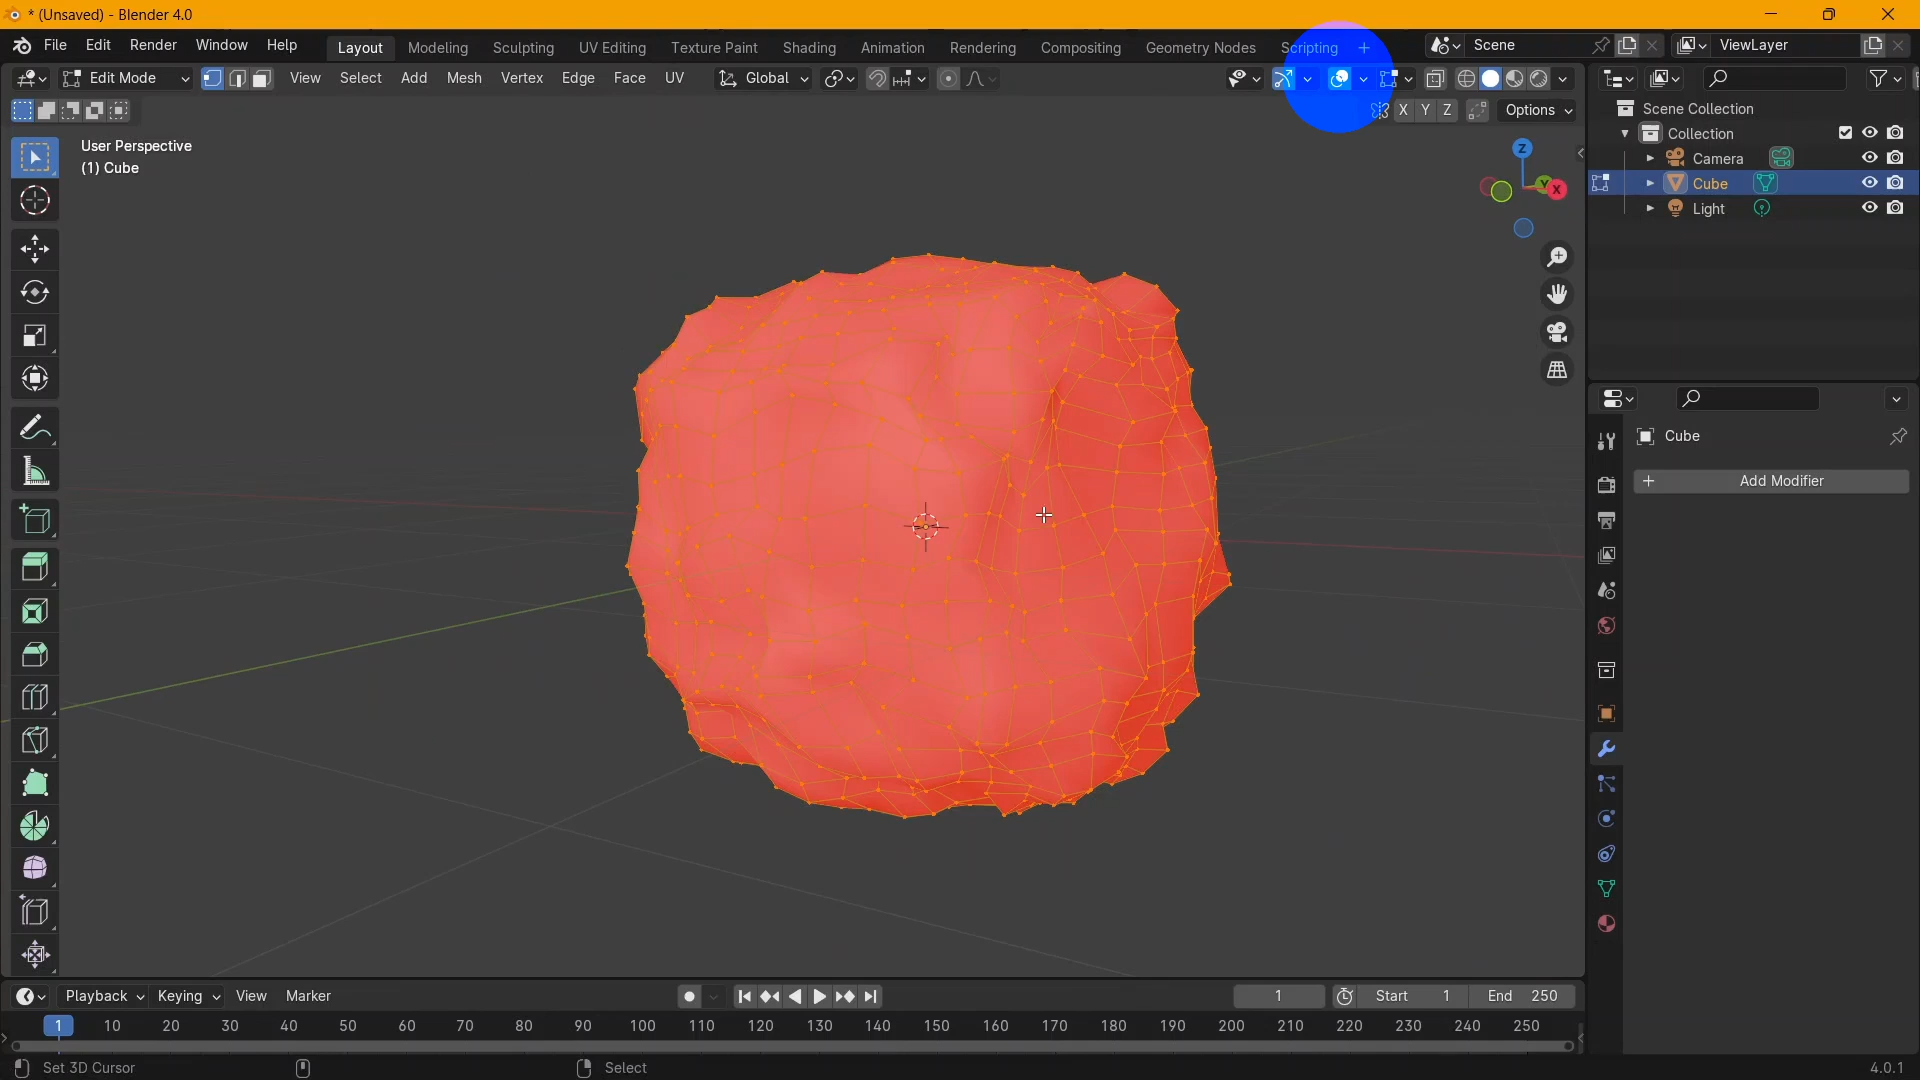 * (Unsaved) - Blender 4.0
File Edit Render Window Help Layout Modeling Sculpting UV Editing Texture Paint Shading Animation Rendering Compositing Geometry Nodes Scripting + Scene ViewLayer
Edit Mode View Select Add Mesh Vertex Edge Face UV Global
X Y Z Options
User Perspective
(1) Cube
Z
Y
X
Scene Collection
Collection
Camera
Cube
Light
Cube
+ Add Modifier
Playback Keying View Marker 1 Start 1 End 250
1 10 20 30 40 50 60 70 80 90 100 110 120 130 140 150 160 170 180 190 200 210 220 230 240 250
Set 3D Cursor Select 4.0.1